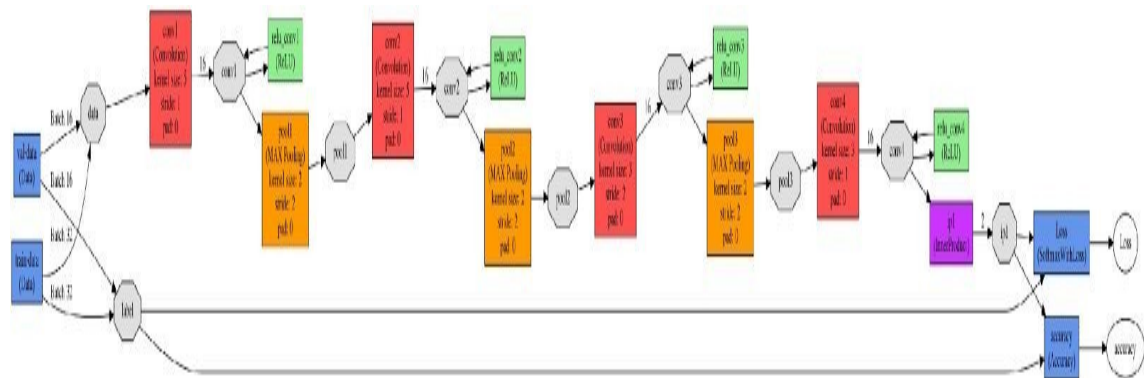 val-data
(Data)
train-data
(Data)
Batch 16
Batch 16
Batch 32
Batch 32
data
label
conv1
(Convolution)
kernel size: 5
stride: 1
pad: 0
16
conv1
relu_conv1
(ReLU)
pool1
(MAX Pooling)
kernel size: 2
stride: 2
pad: 0
pool1
conv2
(Convolution)
kernel size: 5
stride: 1
pad: 0
16
conv2
relu_conv2
(ReLU)
pool2
(MAX Pooling)
kernel size: 2
stride: 2
pad: 0
pool2
conv3
(Convolution)
kernel size:
stride: 2
pad: 0
16
conv3
relu_conv3
(ReLU)
pool3
(MAX Pooling)
kernel size: 2
stride: 2
pad: 0
pool3
conv4
(Convolution)
kernel size:
stride: 1
pad: 0
16
conv4
relu_conv4
(ReLU)
ip1
(InnerProduct)
2
ip1
Loss
(SoftmaxWithLoss)
Loss
accuracy
(Accuracy)
accuracy